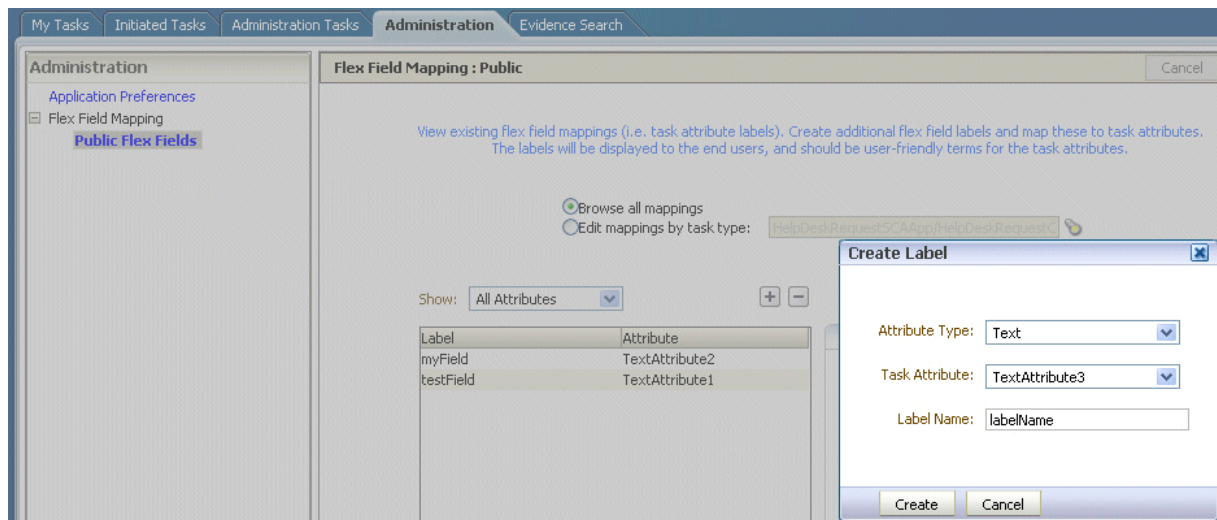 My Tasks Initiated Tasks Administration Tasks Administration Evidence Search
Administration
Application Preferences
Flex Field Mapping
Public Flex Fields
Flex Field Mapping : Public
Cancel
View existing flex field mappings (i.e. task attribute labels). Create additional flex field labels and map these to task attributes.
The labels will be displayed to the end users, and should be user-friendly terms for the task attributes.
Browse all mappings
Edit mappings by task type: HelpDeskRequestSCAApp/HelpDeskRequestC
Show: All Attributes
Label Attribute
myField TextAttribute2
testField TextAttribute1
Create Label
Attribute Type: Text
Task Attribute: TextAttribute3
Label Name: labelName
Create Cancel